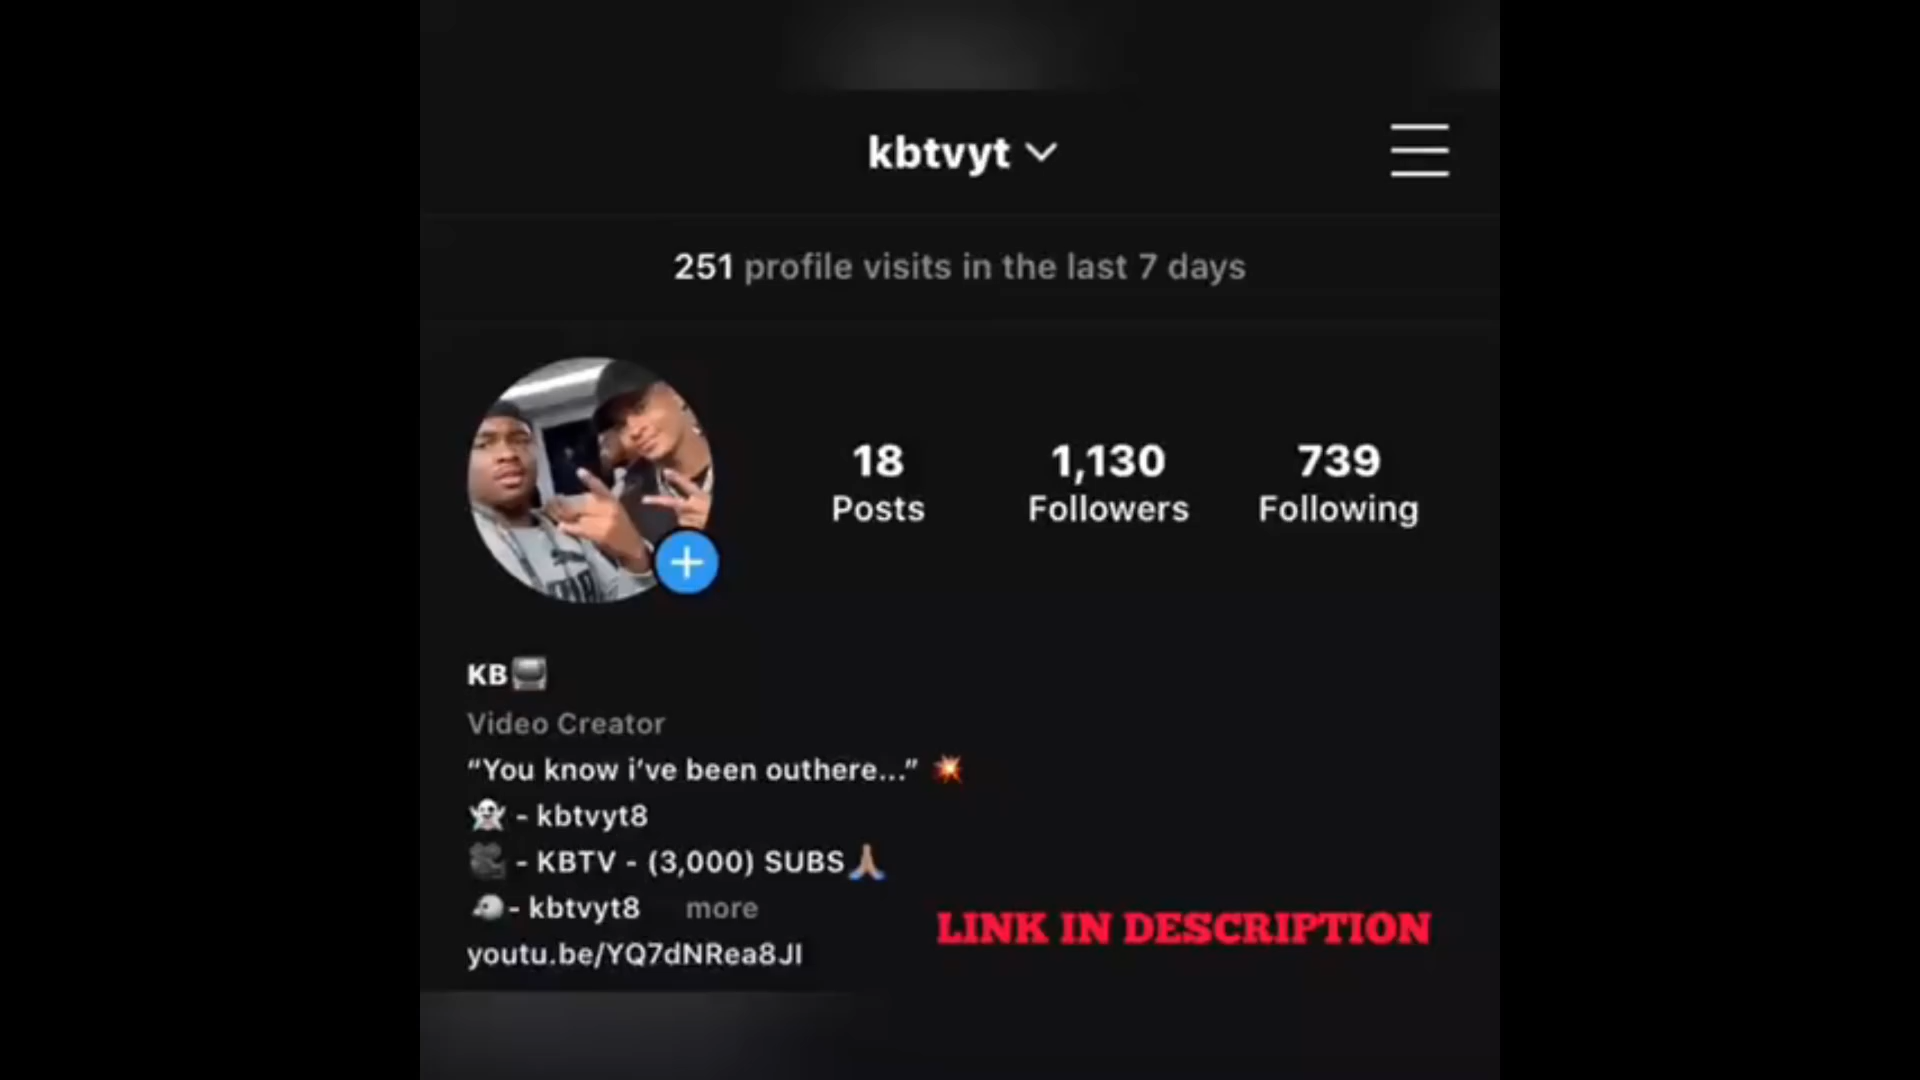 kbtvyt
251 profile visits in the last 7 days
18 1,130 739
Posts Followers Following
KB
Video Creator
“You know i’ve been outhere...” 💥
👻 - kbtvyt8
🎥 - KBTV - (3,000) SUBS🙏🏽
- kbtvyt8 more
LINK IN DESCRIPTION
youtu.be/YQ7dNRea8JI